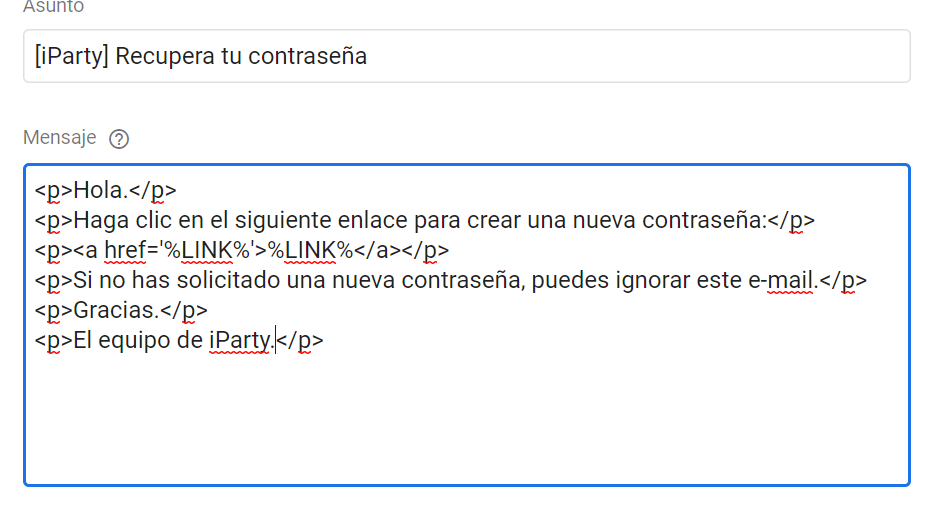 Asunto
[iParty] Recupera tu contraseña
Mensaje
<p>Hola.</p>
<p>Haga clic en el siguiente enlace para crear una nueva contraseña:</p>
<p><a href='%LINK%'>%LINK%</a></p>
<p>Si no has solicitado una nueva contraseña, puedes ignorar este e-mail.</p>
<p>Gracias.</p>
<p>El equipo de iParty.</p>